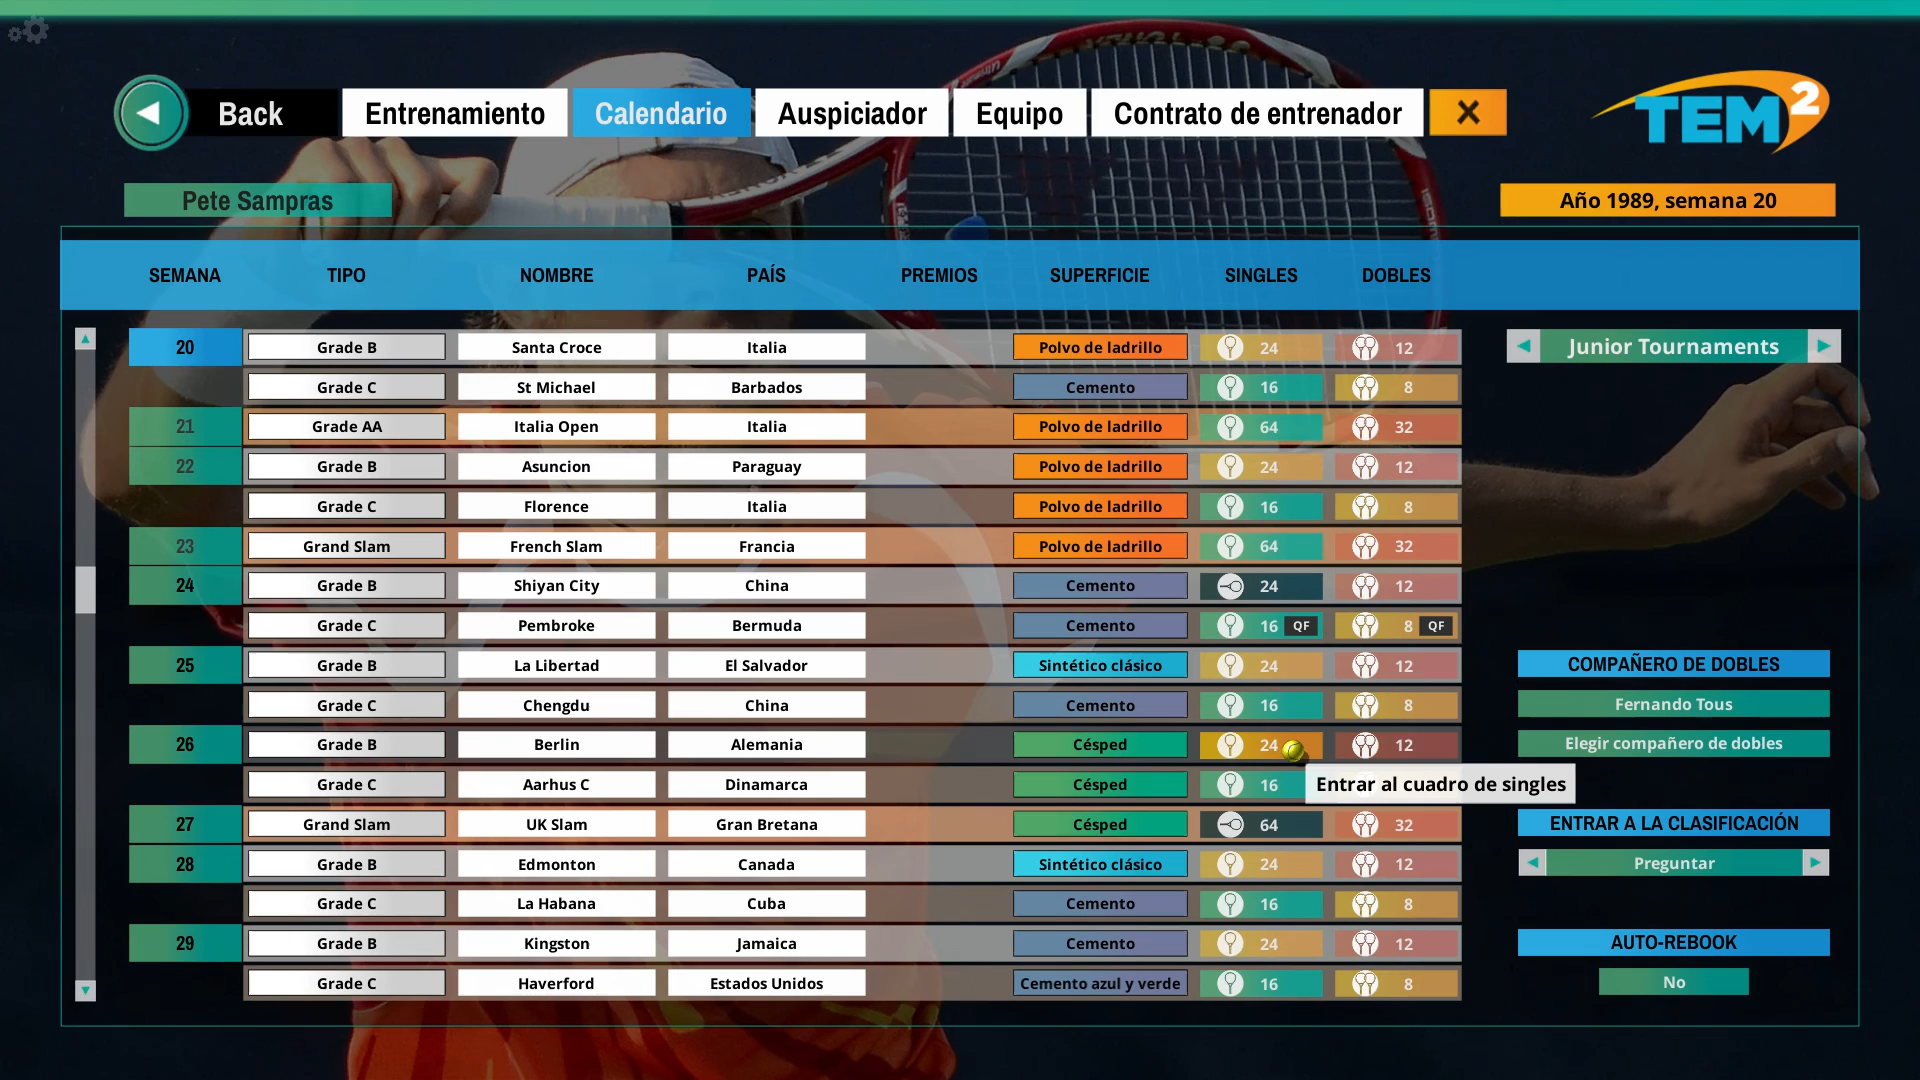 Back
Entrenamiento
Calendario
Auspiciador
Equipo
Contrato de entrenador
X
TEM2
Pete Sampras
Año 1989, semana 20
SEMANA TIPO NOMBRE PAÍS PREMIOS SUPERFICIE SINGLES DOBLES
20 Grade B Santa Croce Italia Polvo de ladrillo 24 12
Grade C St Michael Barbados Cemento 16 8
21 Grade AA Italia Open Italia Polvo de ladrillo 64 32
22 Grade B Asuncion Paraguay Polvo de ladrillo 24 12
Grade C Florence Italia Polvo de ladrillo 16 8
23 Grand Slam French Slam Francia Polvo de ladrillo 64 32
24 Grade B Shiyan City China Cemento 24 12
Grade C Pembroke Bermuda Cemento 16 QF 8 QF
25 Grade B La Libertad El Salvador Sintético clásico 24 12
Grade C Chengdu China Cemento 16 8
26 Grade B Berlin Alemania Césped 24 12
Grade C Aarhus C Dinamarca Césped 16
27 Grand Slam UK Slam Gran Bretana Césped 64 32
28 Grade B Edmonton Canada Sintético clásico 24 12
Grade C La Habana Cuba Cemento 16 8
29 Grade B Kingston Jamaica Cemento 24 12
Grade C Haverford Estados Unidos Cemento azul y verde 16 8
Entrar al cuadro de singles
Junior Tournaments
COMPAÑERO DE DOBLES
Fernando Tous
Elegir compañero de dobles
ENTRAR A LA CLASIFICACIÓN
Preguntar
AUTO-REBOOK
No